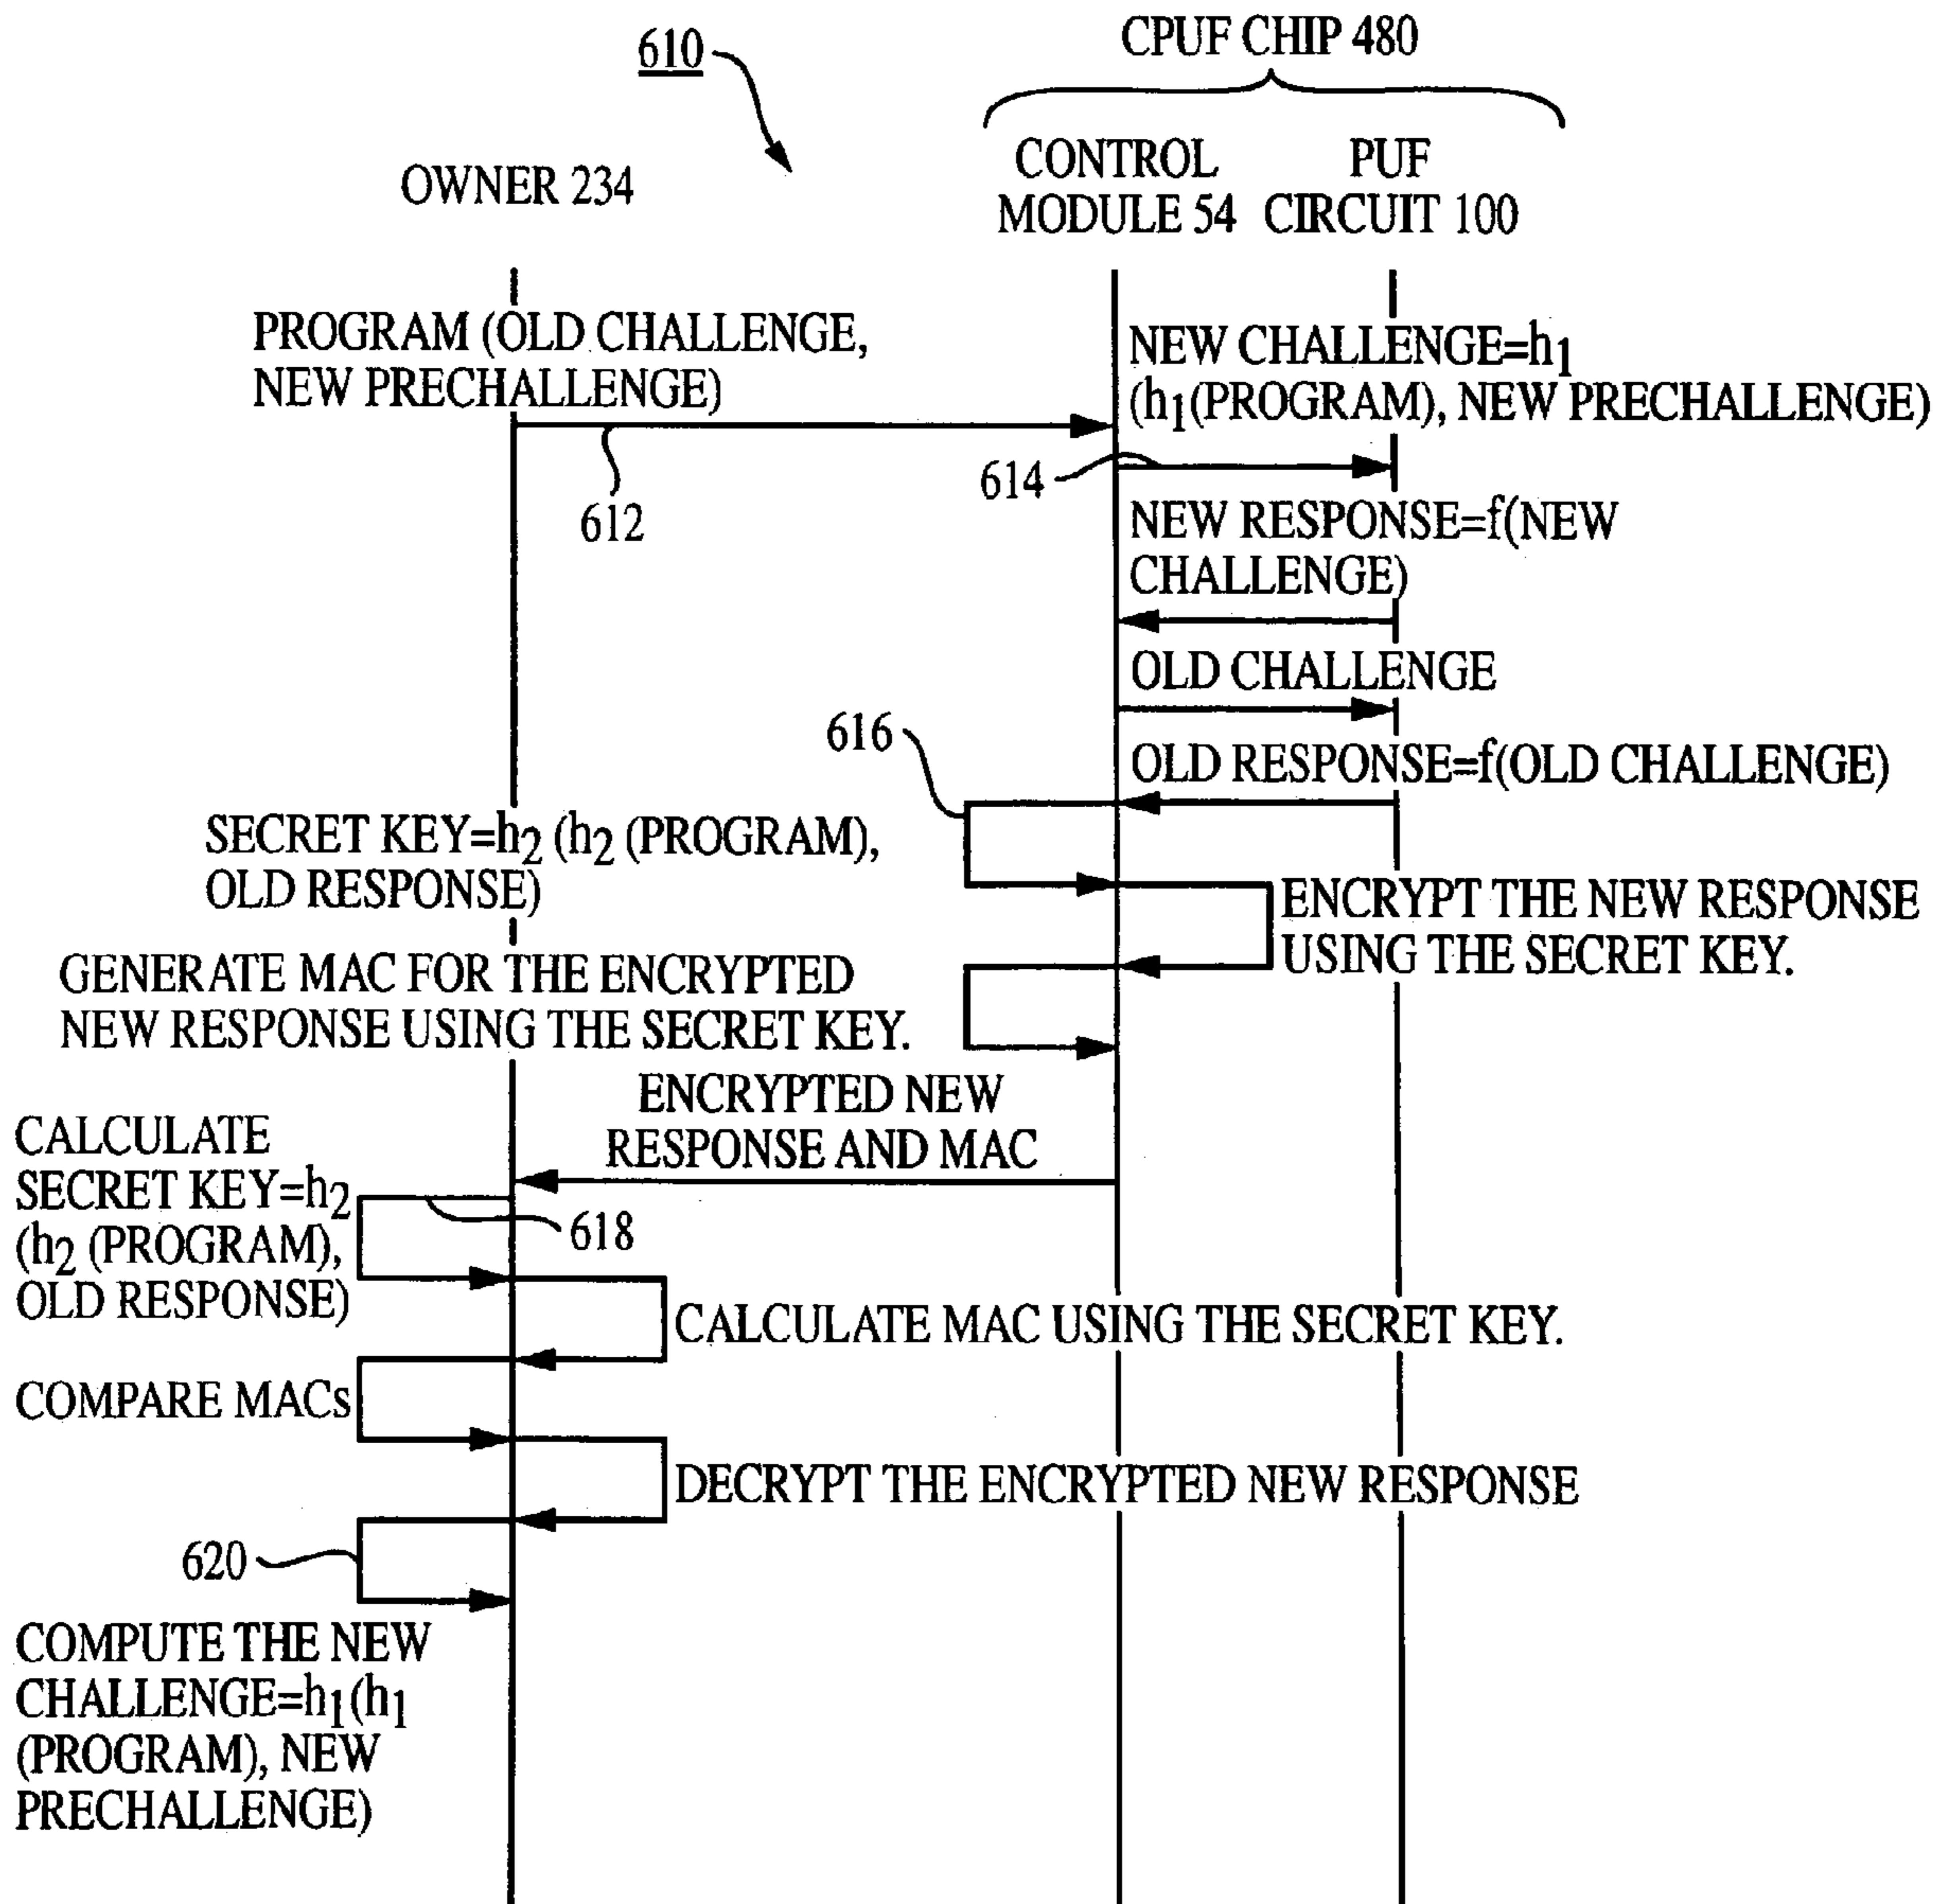 610
CPUF CHIP 480
OWNER 234
CONTROL
MODULE 54
PUF
CIRCUIT 100
PROGRAM (OLD CHALLENGE,
NEW PRECHALLENGE)
612
NEW CHALLENGE=h1
(h1(PROGRAM), NEW PRECHALLENGE)
614
NEW RESPONSE=f(NEW
CHALLENGE)
OLD CHALLENGE
616
OLD RESPONSE=f(OLD CHALLENGE)
SECRET KEY=h2 (h2 (PROGRAM),
OLD RESPONSE)
ENCRYPT THE NEW RESPONSE
USING THE SECRET KEY.
GENERATE MAC FOR THE ENCRYPTED
NEW RESPONSE USING THE SECRET KEY.
ENCRYPTED NEW
RESPONSE AND MAC
CALCULATE
SECRET KEY=h2
(h2 (PROGRAM),
OLD RESPONSE)
618
CALCULATE MAC USING THE SECRET KEY.
COMPARE MACs
DECRYPT THE ENCRYPTED NEW RESPONSE
620
COMPUTE THE NEW
CHALLENGE=h1(h1
(PROGRAM), NEW
PRECHALLENGE)